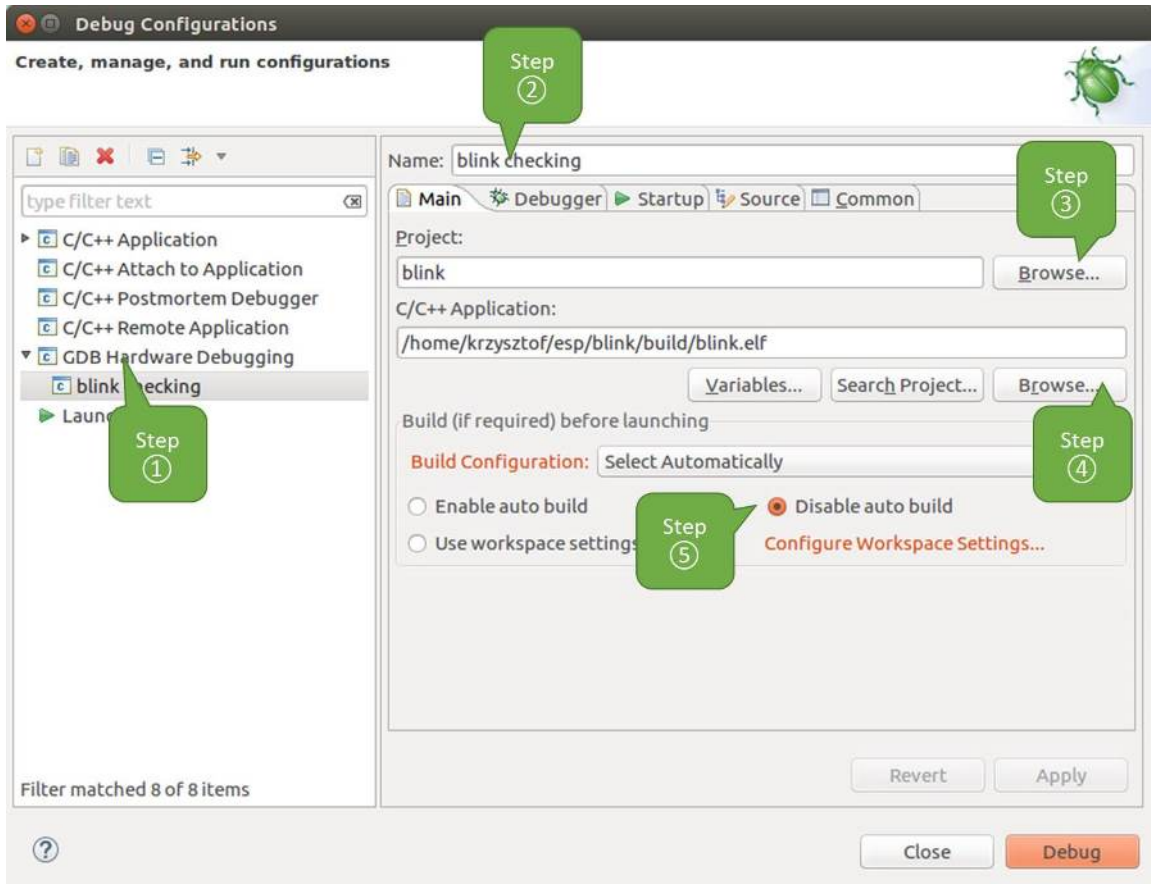 Debug Configurations
Create, manage, and run configurations
Step
②
Name: blink checking
type filter text
Main Debugger Startup Source Common
Step
③
C/C++ Application
C/C++ Attach to Application
C/C++ Postmortem Debugger
C/C++ Remote Application
GDB Hardware Debugging
blink checking
Step
①
Project:
blink
Browse...
C/C++ Application:
/home/krzysztof/esp/blink/build/blink.elf
Variables... Search Project... Browse...
Step
④
Build (if required) before launching
Build Configuration: Select Automatically
Enable auto build
Disable auto build
Step
⑤
Use workspace settings
Configure Workspace Settings...
Revert Apply
Filter matched 8 of 8 items
Close Debug